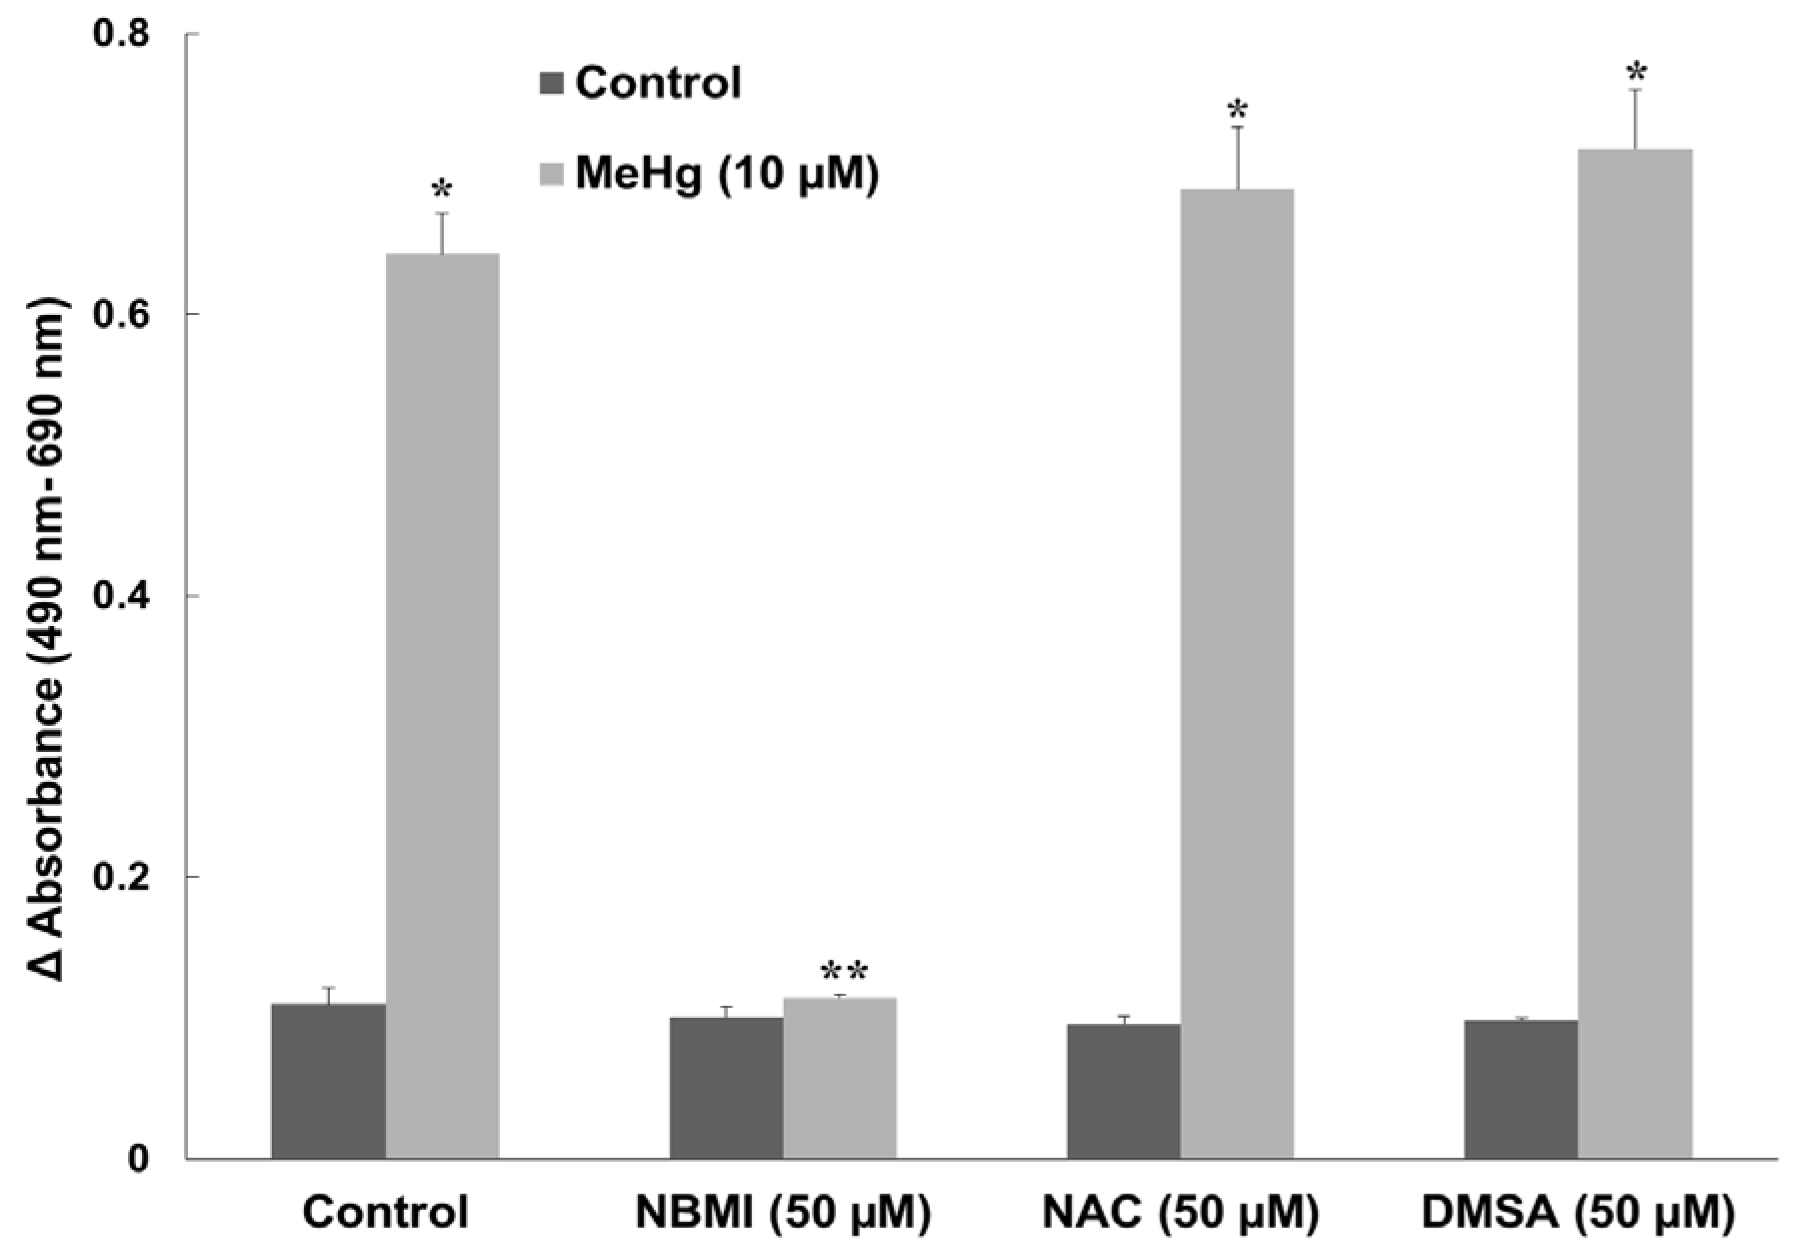 Δ Absorbance (490 nm- 690 nm)
0.8
0.6
0.4
0.2
0
Control
MeHg (10 µM)
*
**
*
*
Control
NBMI (50 µM)
NAC (50 µM)
DMSA (50 µM)